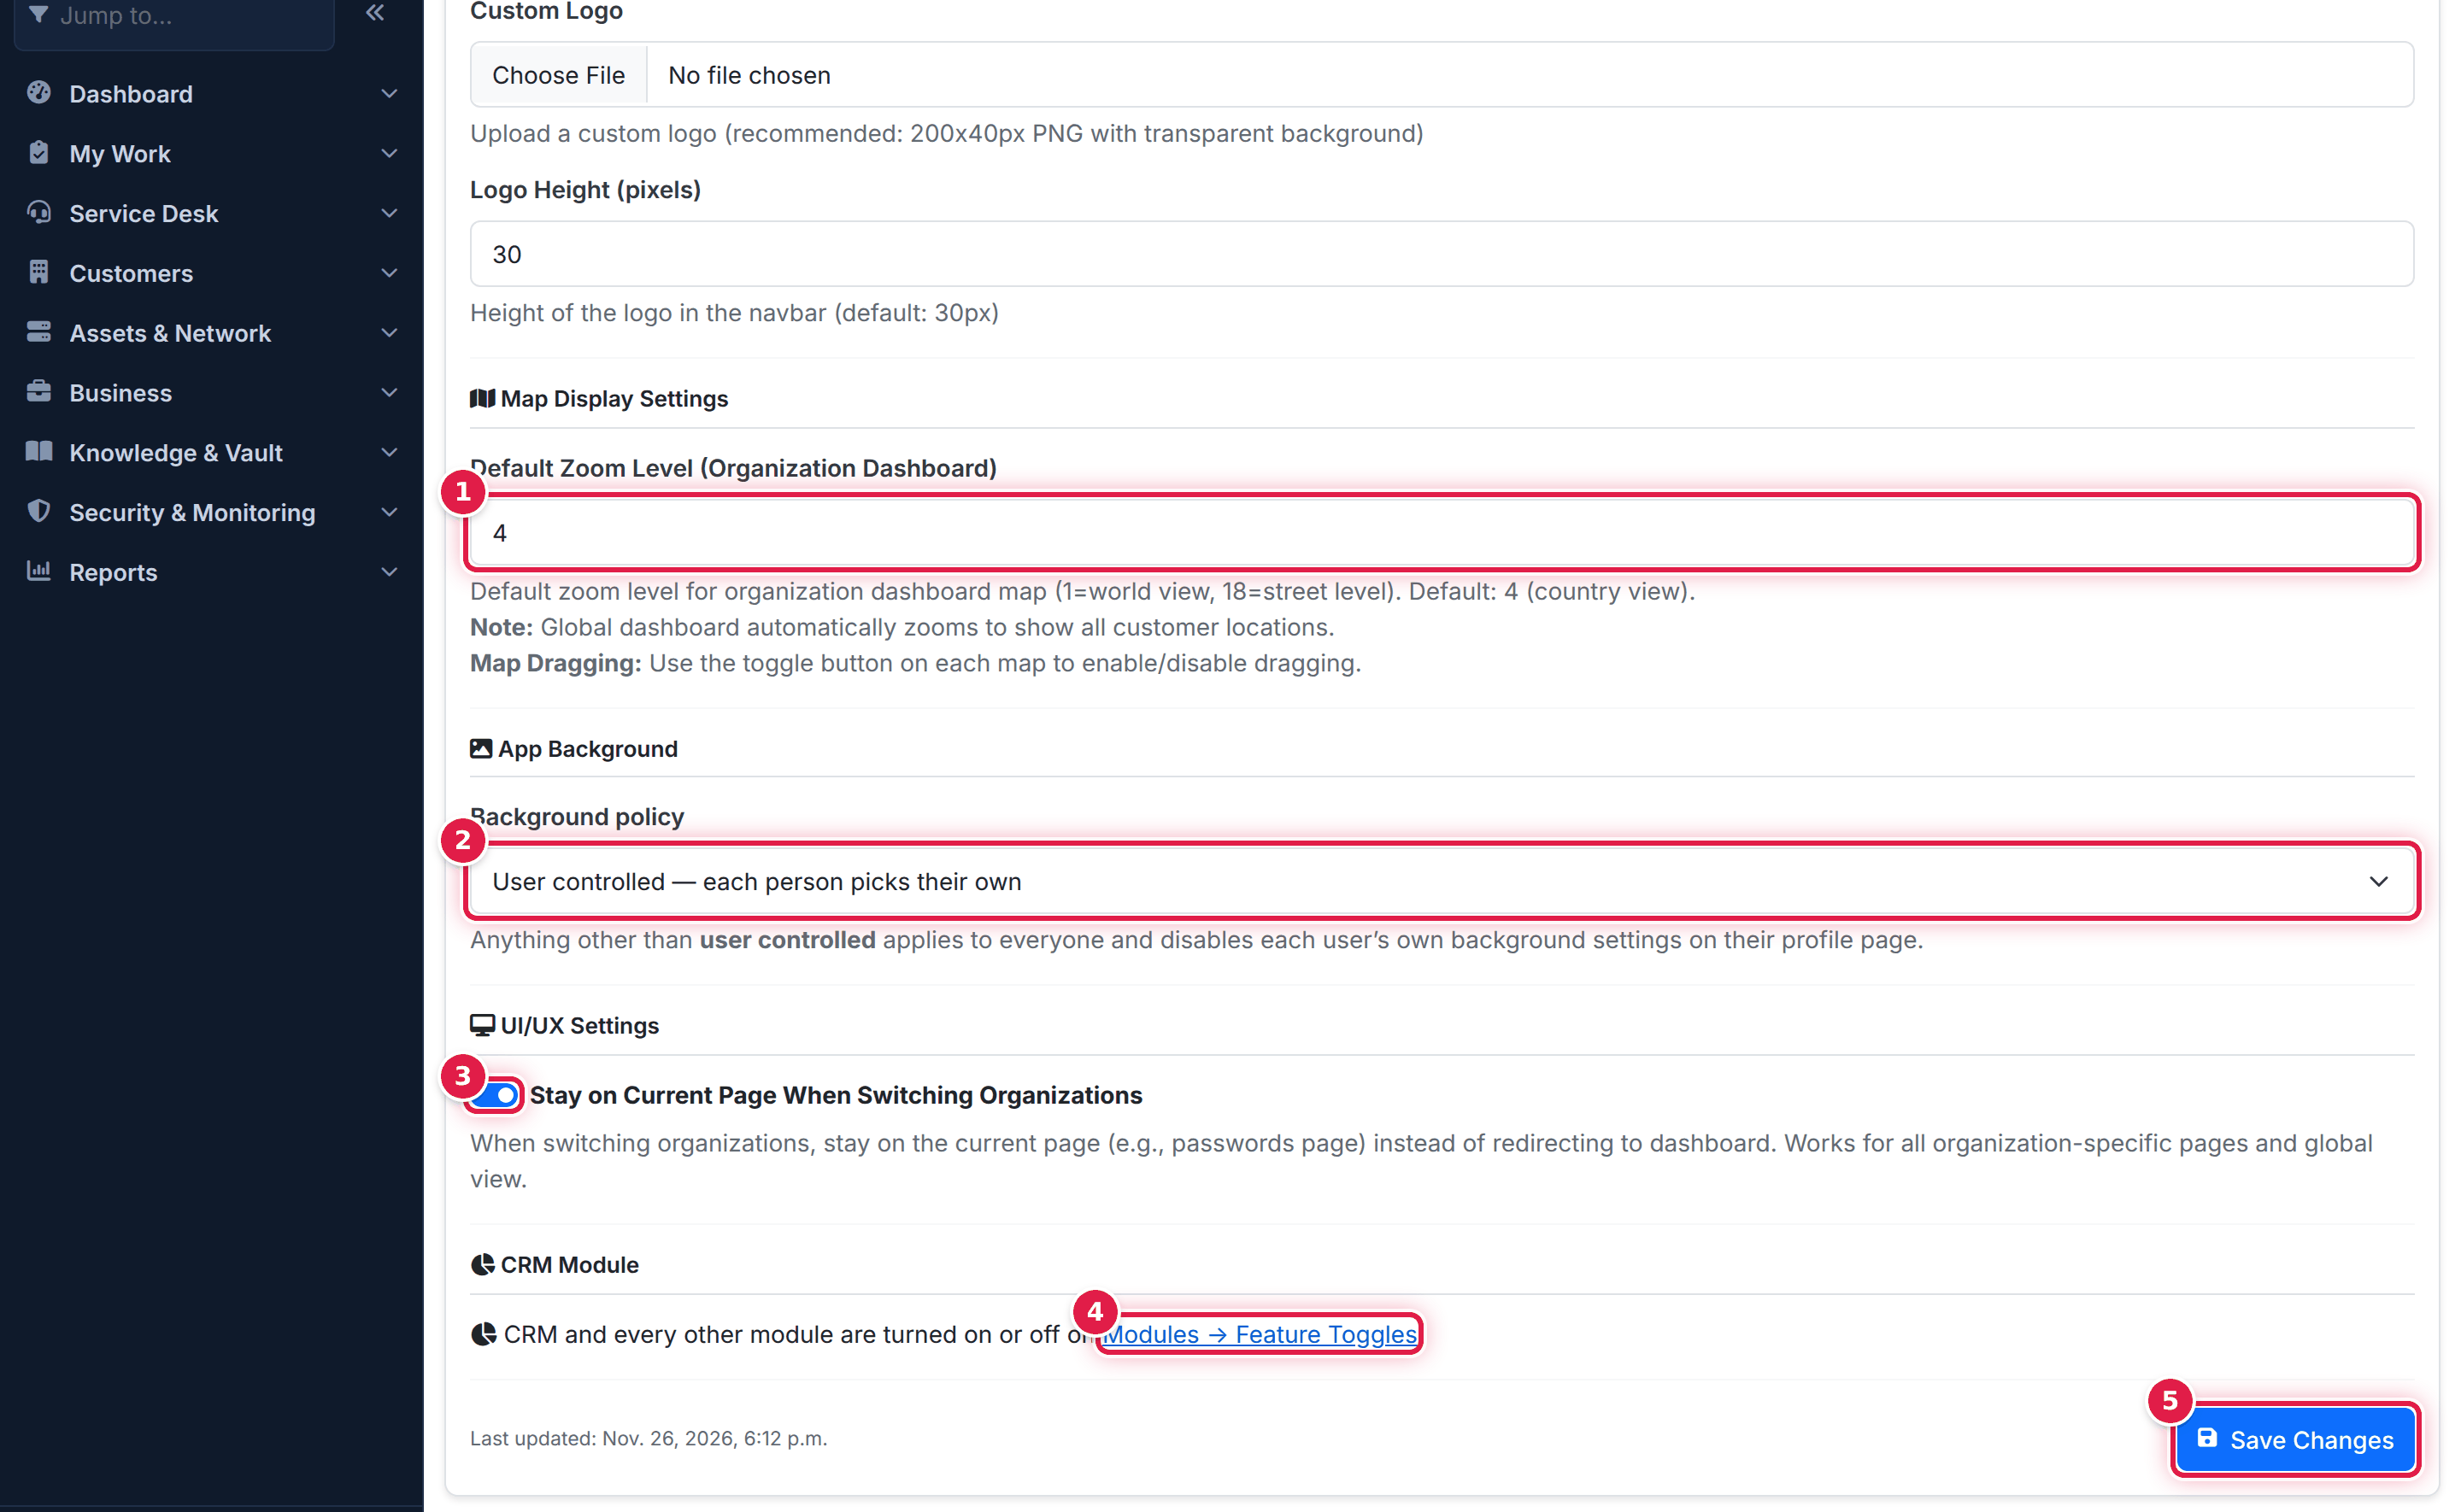 Jump to...
Dashboard
My Work
Service Desk
Customers
Assets & Network
Business
Knowledge & Vault
Security & Monitoring
Reports
Custom Logo
Choose File No file chosen
Upload a custom logo (recommended: 200x40px PNG with transparent background)
Logo Height (pixels)
30
Height of the logo in the navbar (default: 30px)
Map Display Settings
Default Zoom Level (Organization Dashboard)
1
4
Default zoom level for organization dashboard map (1=world view, 18=street level). Default: 4 (country view).
Note: Global dashboard automatically zooms to show all customer locations.
Map Dragging: Use the toggle button on each map to enable/disable dragging.
App Background
Background policy
2
User controlled — each person picks their own
Anything other than user controlled applies to everyone and disables each user’s own background settings on their profile page.
UI/UX Settings
3
Stay on Current Page When Switching Organizations
When switching organizations, stay on the current page (e.g., passwords page) instead of redirecting to dashboard. Works for all organization-specific pages and global
view.
CRM Module
4
CRM and every other module are turned on or off on Modules → Feature Toggles
5
Last updated: Nov. 26, 2026, 6:12 p.m.
Save Changes